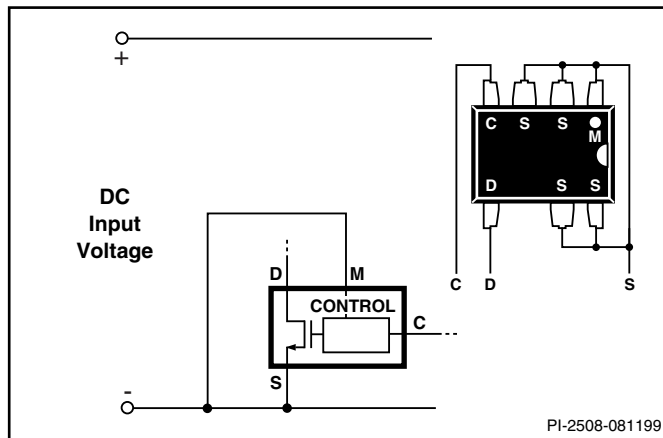 +
C S S
M
D S S
C D S
DC
Input
Voltage
D M
CONTROL
C
S
-
PI-2508-081199